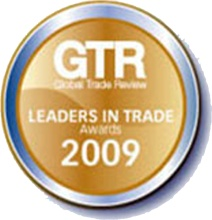 GTR
Global Trade Review
LEADERS IN TRADE
Awards
2009